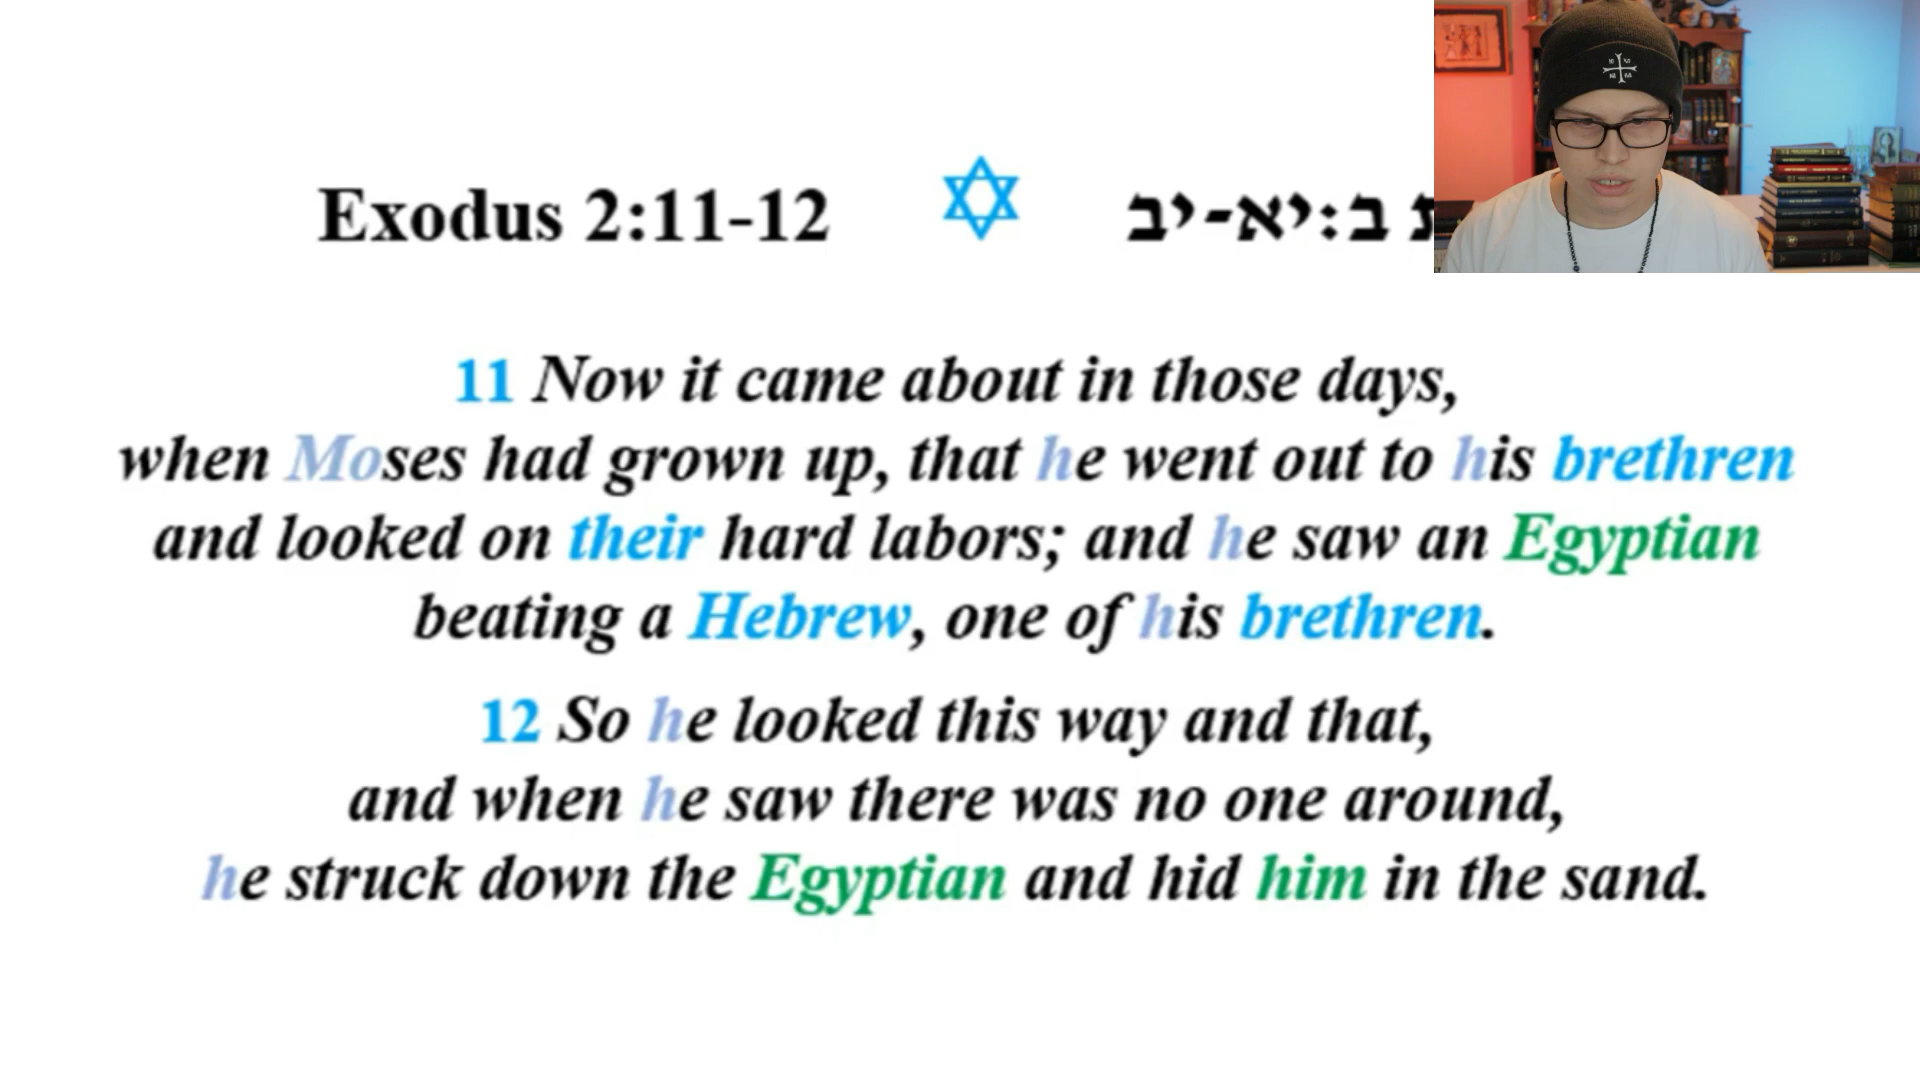 Exodus 2:11-12
ב:יא-יב
11 Now it came about in those days,
when Moses had grown up, that he went out to his brethren
and looked on their hard labors; and he saw an Egyptian
beating a Hebrew, one of his brethren.
12 So he looked this way and that,
and when he saw there was no one around,
he struck down the Egyptian and hid him in the sand.